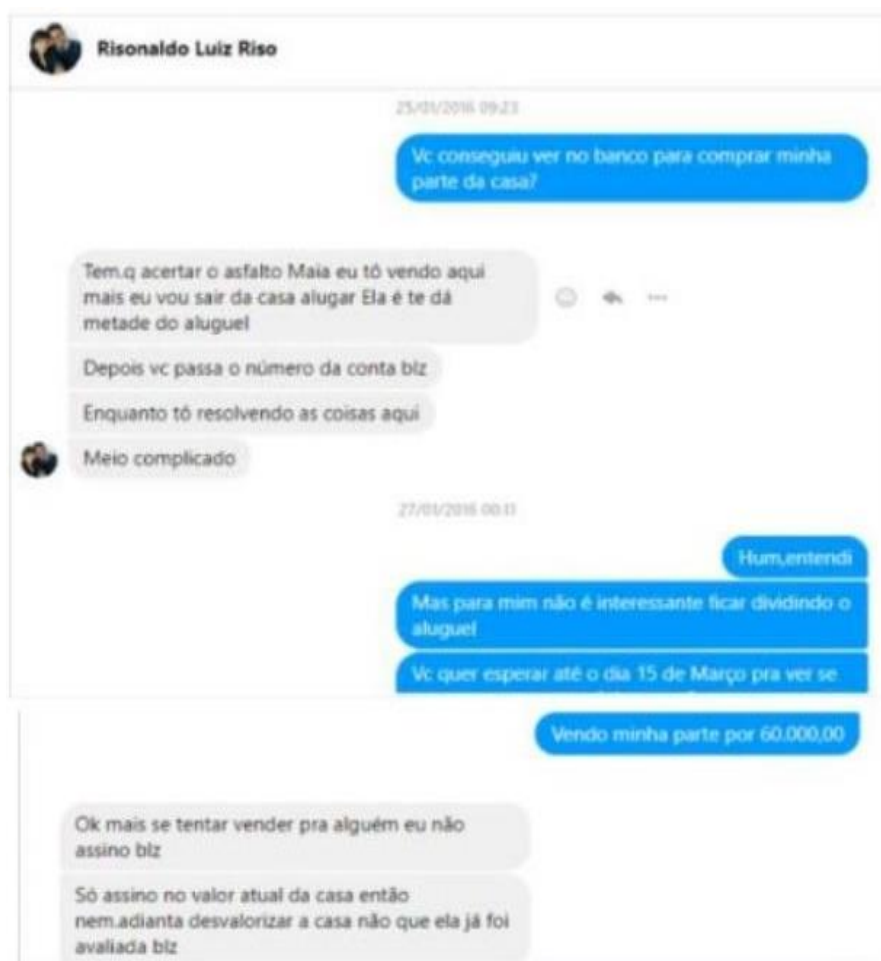 Risonaldo Luiz Riso
25/01/2016 09:23
Vc conseguiu ver no banco para comprar minha
parte da casa?
Tem.q acertar o asfalto Maia eu tô vendo aqui
mais eu vou sair da casa alugar Ela é te dá
metade do aluguel
Depois vc passa o número da conta blz
Enquanto tô resolvendo as coisas aqui
Meio complicado
27/01/2016 00:11
Hum,entendi
Mas para mim não é interessante ficar dividindo o
aluguel
Vc quer esperar até o dia 15 de Março pra ver se
Vendo minha parte por 60.000,00
Ok mais se tentar vender pra alguém eu não
assino blz
Só assino no valor atual da casa então
nem.adianta desvalorizar a casa não que ela já foi
avaliada blz